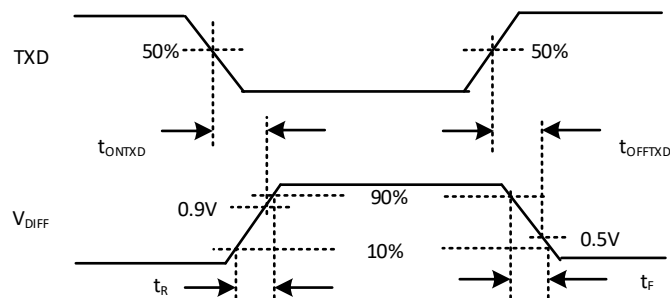 TXD
50%
50%
tONTXD
tOFFTXD
VDIFF
0.9V
90%
10%
0.5V
tR
tF